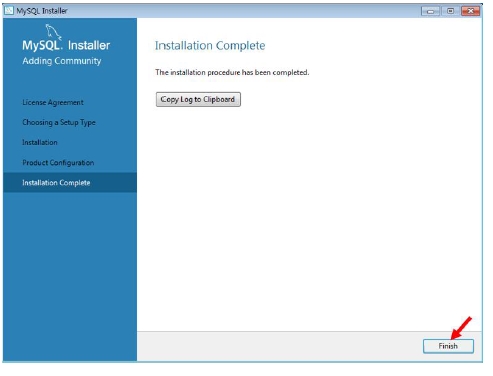 MySQL Installer
MySQL. Installer
Adding Community
License Agreement
Choosing a Setup Type
Installation
Product Configuration
Installation Complete
Installation Complete
The installation procedure has been completed.
Copy Log to Clipboard
Finish